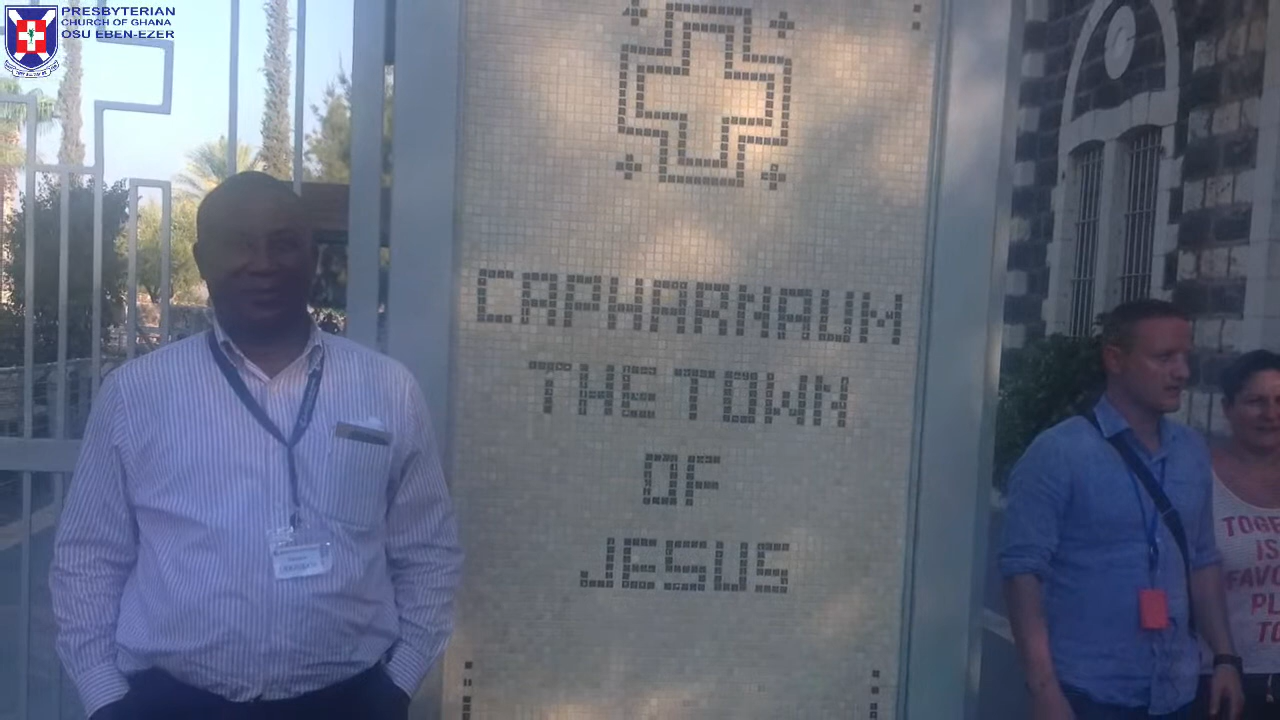 PRESBYTERIAN
CHURCH OF GHANA
OSU EBEN-EZER
CAPHARNAUM
THE TOWN
OF
JESUS
TOGE
IS
FAVO
PL
TO